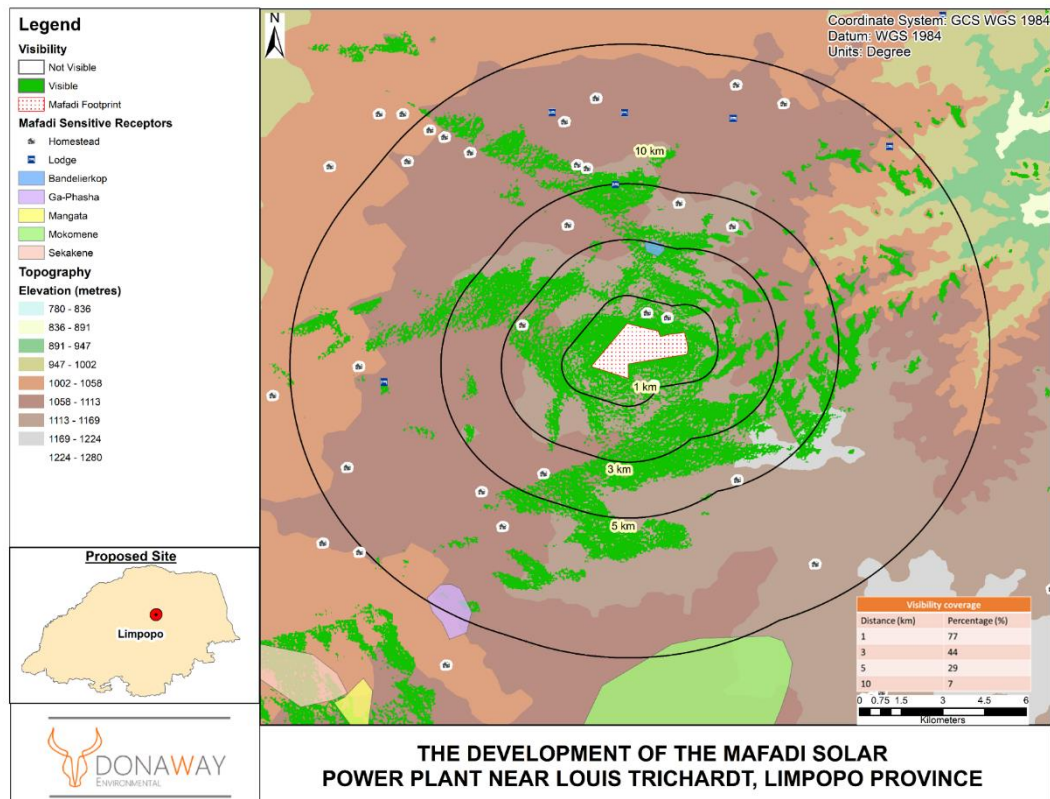 Legend
Visibility
Not Visible
Visible
Mafadi Footprint
Mafadi Sensitive Receptors
Homestead
Lodge
Bandelierkop
Ga-Phasha
Mangata
Mokomene
Sekakene
Topography
Elevation (metres)
780 - 836
836 - 891
891 - 947
947 - 1002
1002 - 1058
1058 - 1113
1113 - 1169
1169 - 1224
1224 - 1280
Proposed Site
Limpopo
DONAWAY
ENVIRONMENTAL
N
Coordinate System: GCS WGS 1984
Datum: WGS 1984
Units: Degree
10 km
1 km
3 km
5 km
Visibility coverage
Distance (km) Percentage (%)
1 77
3 44
5 29
10 7
0 0.75 1.5 3 4.5 6
Kilometers
THE DEVELOPMENT OF THE MAFADI SOLAR
POWER PLANT NEAR LOUIS TRICHARDT, LIMPOPO PROVINCE